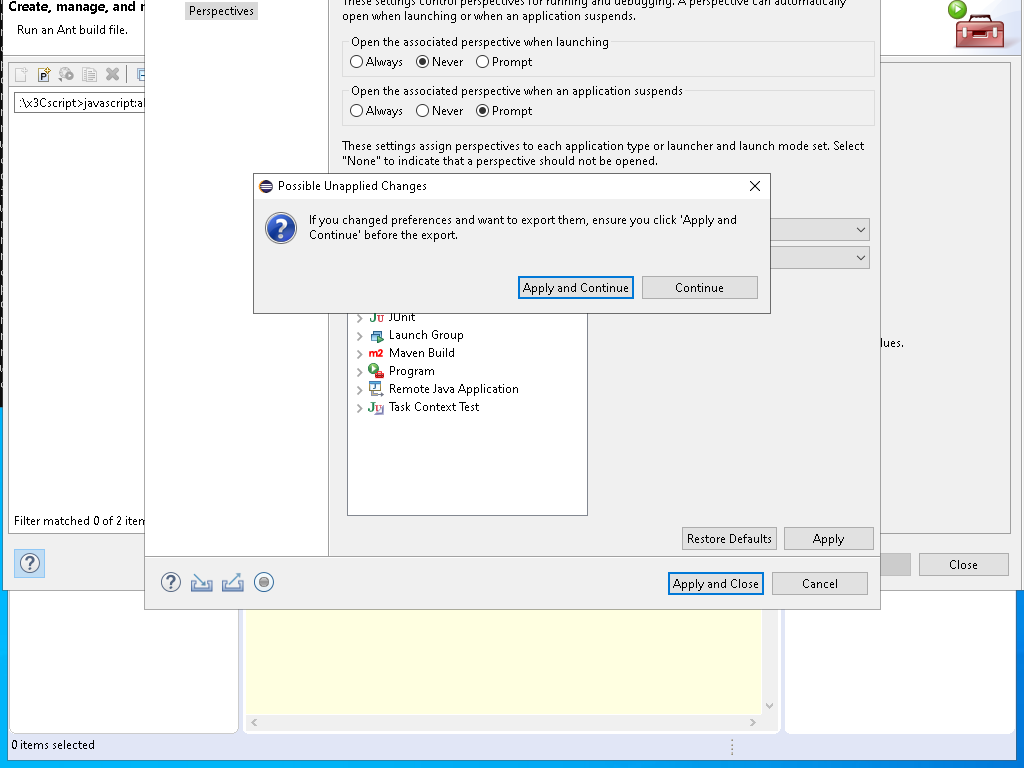 Create, manage, and r
Run an Ant build file.
:\x3Cscript>javascript:al
Filter matched 0 of 2 item
Perspectives
These settings control perspectives for running and debugging. A perspective can automatically
open when launching or when an application suspends.
Open the associated perspective when launching
Always
Never
Prompt
Open the associated perspective when an application suspends
Always
Never
Prompt
These settings assign perspectives to each application type or launcher and launch mode set. Select
"None" to indicate that a perspective should not be opened.
Possible Unapplied Changes
If you changed preferences and want to export them, ensure you click 'Apply and
Continue' before the export.
Apply and Continue
Continue
JUnit
Launch Group
m2 Maven Build
Program
Remote Java Application
Ju Task Context Test
lues.
Restore Defaults
Apply
Apply and Close
Cancel
Close
0 items selected